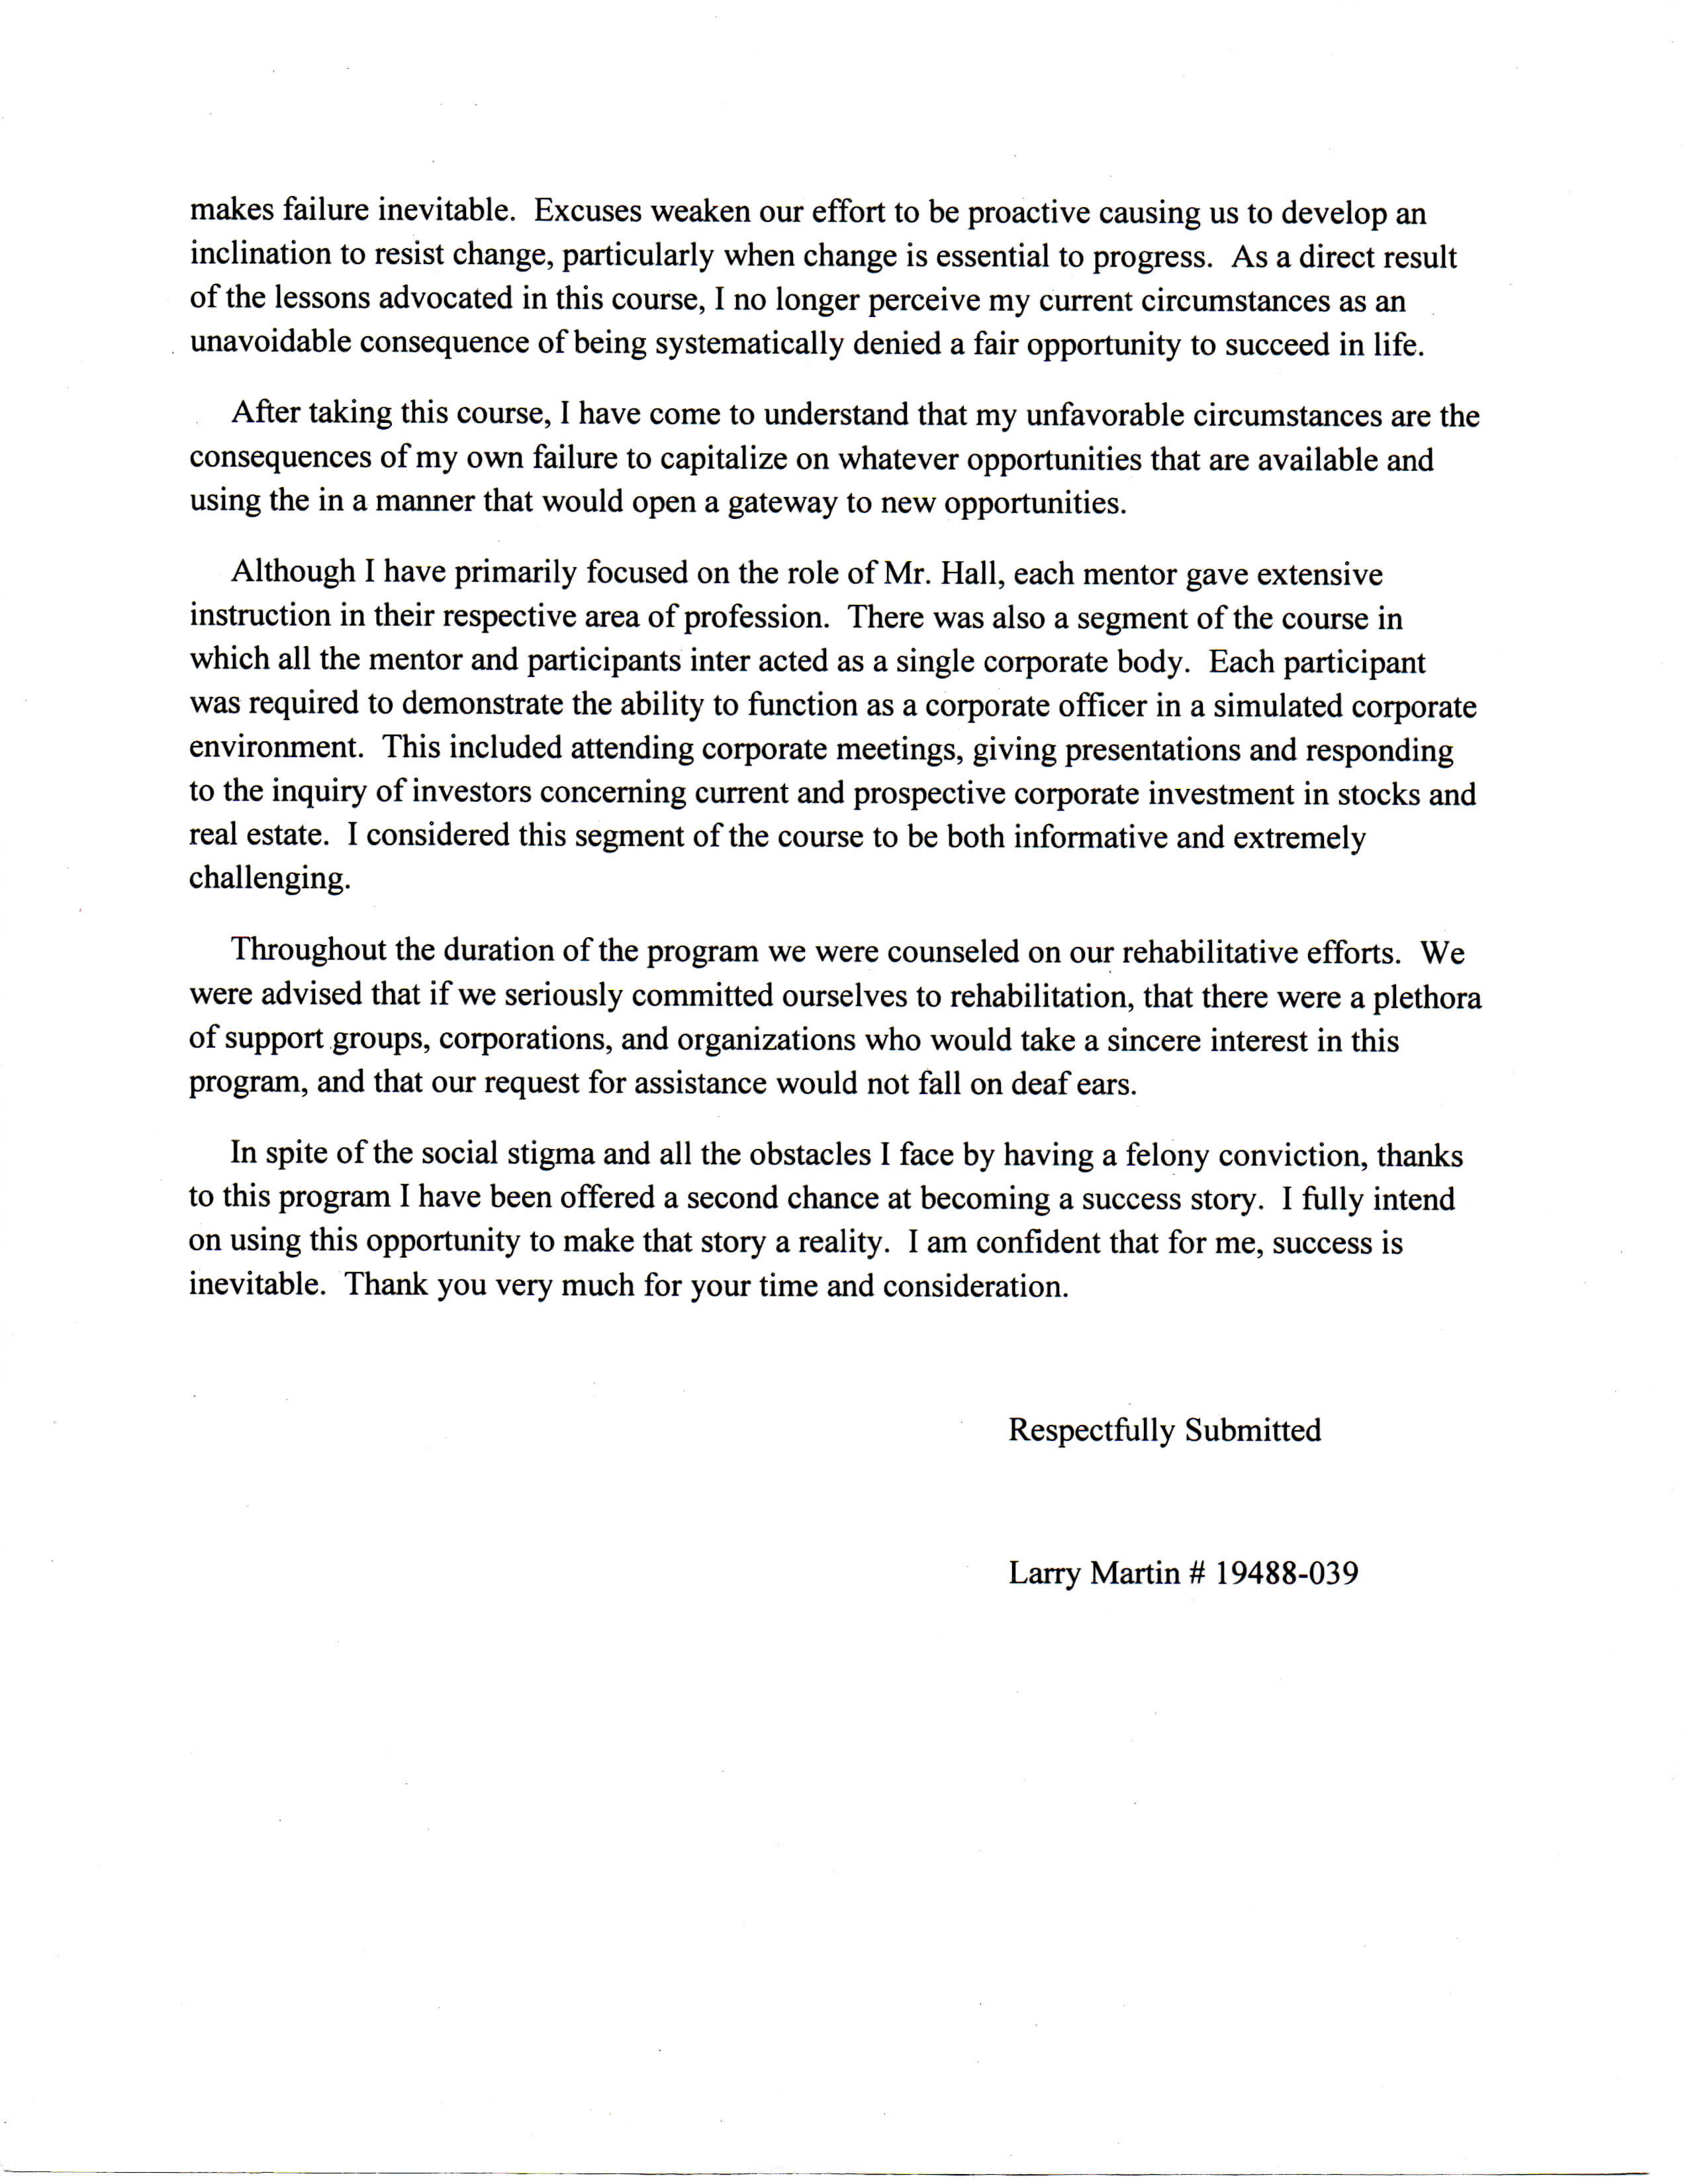 makes failure inevitable.  Excuses weaken our effort to be proactive causing us to develop an
inclination to resist change, particularly when change is essential to progress.  As a direct result
of the lessons advocated in this course, I no longer perceive my current circumstances as an
unavoidable consequence of being systematically denied a fair opportunity to succeed in life.
After taking this course, I have come to understand that my unfavorable circumstances are the
consequences of my own failure to capitalize on whatever opportunities that are available and
using the in a manner that would open a gateway to new opportunities.
Although I have primarily focused on the role of Mr. Hall, each mentor gave extensive
instruction in their respective area of profession.  There was also a segment of the course in
which all the mentor and participants inter acted as a single corporate body.  Each participant
was required to demonstrate the ability to function as a corporate officer in a simulated corporate
environment.  This included attending corporate meetings, giving presentations and responding
to the inquiry of investors concerning current and prospective corporate investment in stocks and
real estate.  I considered this segment of the course to be both informative and extremely
challenging.
Throughout the duration of the program we were counseled on our rehabilitative efforts.  We
were advised that if we seriously committed ourselves to rehabilitation, that there were a plethora
of support groups, corporations, and organizations who would take a sincere interest in this
program, and that our request for assistance would not fall on deaf ears.
In spite of the social stigma and all the obstacles I face by having a felony conviction, thanks
to this program I have been offered a second chance at becoming a success story.  I fully intend
on using this opportunity to make that story a reality.  I am confident that for me, success is
inevitable.  Thank you very much for your time and consideration.
Respectfully Submitted
Larry Martin # 19488-039